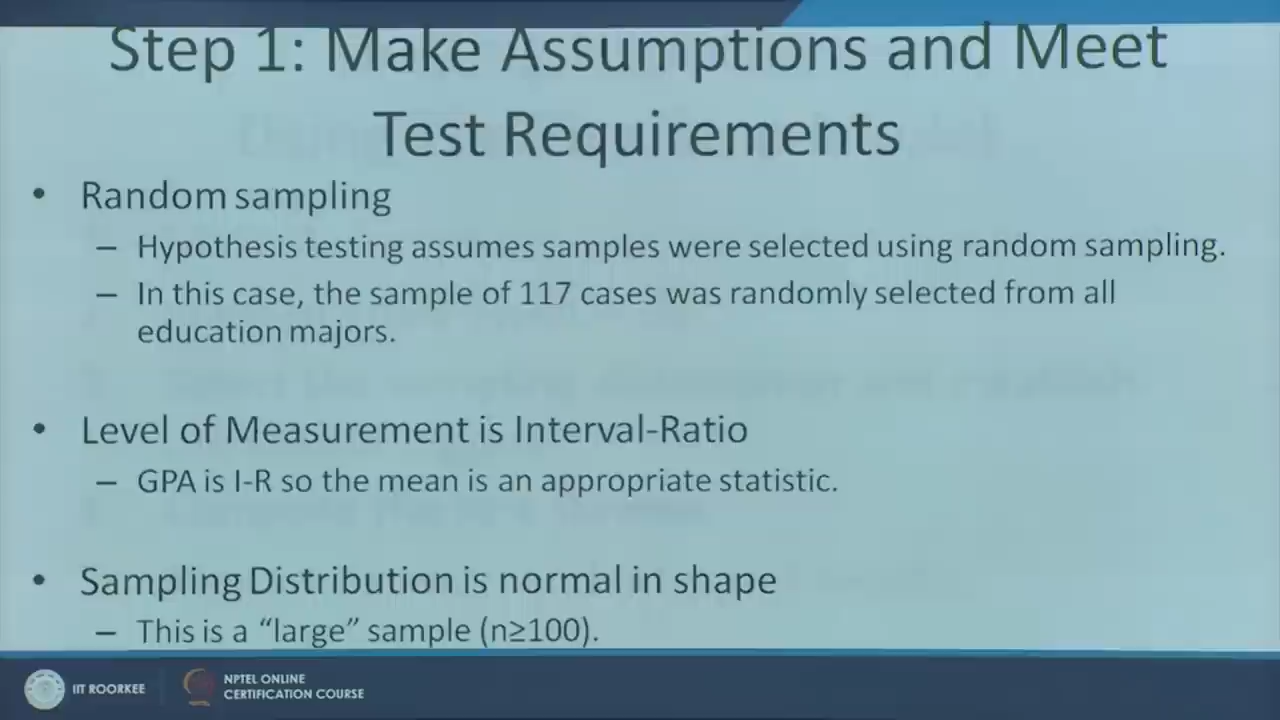 Step 1: Make Assumptions and Meet
Test Requirements
• Random sampling
– Hypothesis testing assumes samples were selected using random sampling.
– In this case, the sample of 117 cases was randomly selected from all
education majors.
• Level of Measurement is Interval-Ratio
– GPA is I-R so the mean is an appropriate statistic.
• Sampling Distribution is normal in shape
– This is a “large” sample (n≥100).
IIT ROORKEE
NPTEL ONLINE
CERTIFICATION COURSE